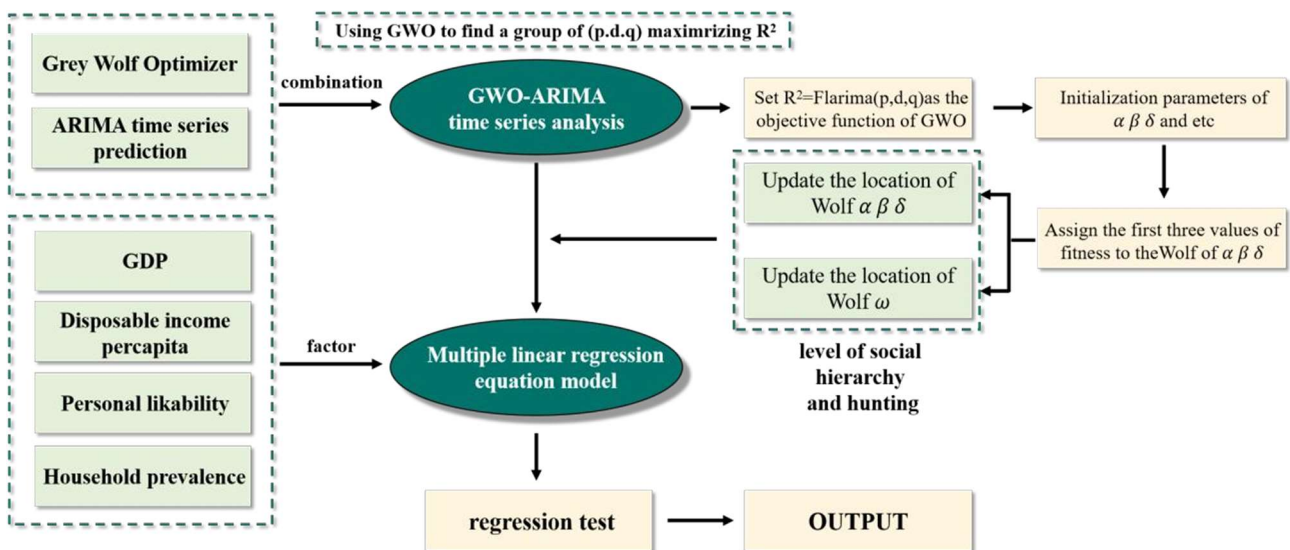 Using GWO to find a group of (p.d.q) maximrizing R²
Grey Wolf Optimizer
ARIMA time series
prediction
combination
GWO-ARIMA
time series analysis
Set R²=Flarima(p,d,q)as the
objective function of GWO
Initialization parameters of
α β δ and etc
Update the location of
Wolf α β δ
Assign the first three values of
fitness to theWolf of α β δ
Update the location of
Wolf ω
level of social
hierarchy
and hunting
GDP
Disposable income
percapita
Personal likability
Household prevalence
factor
Multiple linear regression
equation model
regression test
OUTPUT